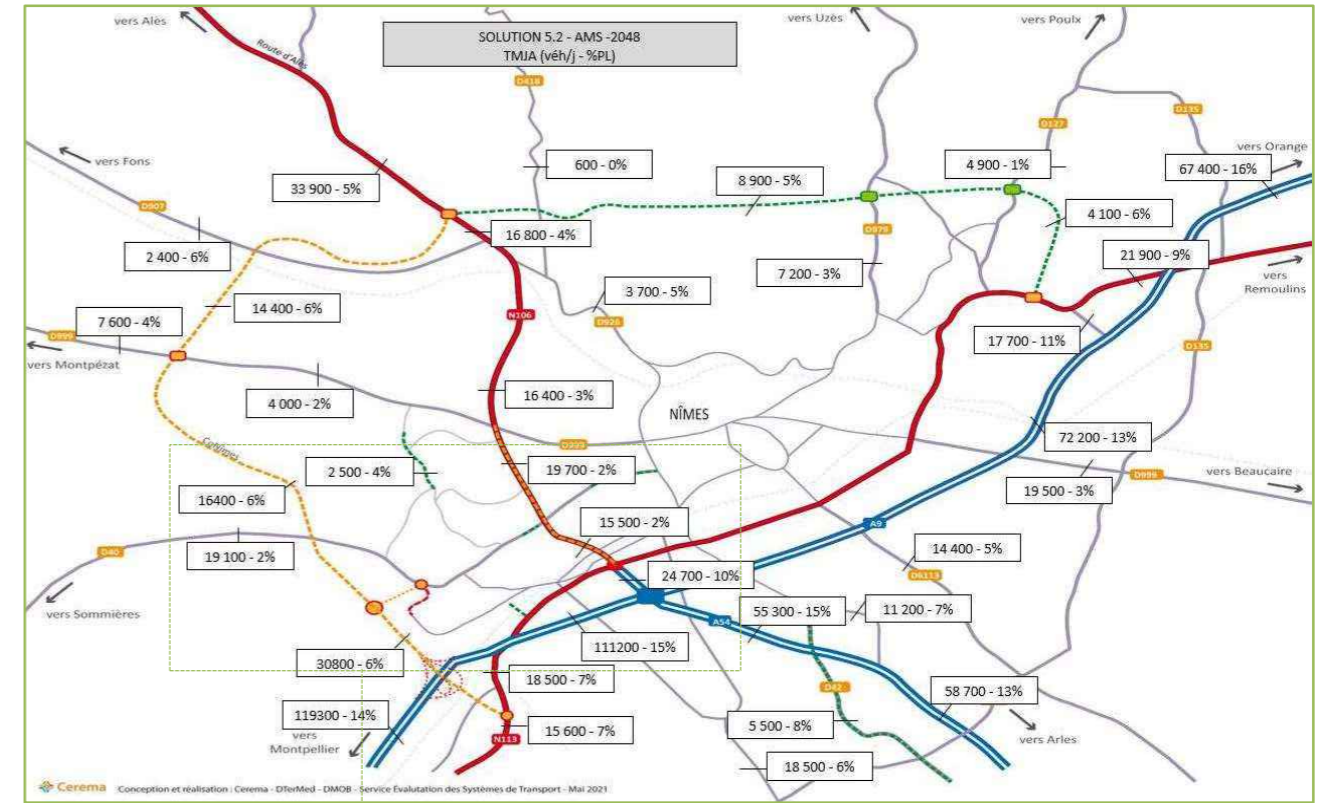 vers Alès
vers Uzès
vers Poulx
SOLUTION 5.2 - AMS -2048
TMJA (véh/j - %PL)
Route d'Alès
D418
D135
D127
vers Orange
vers Fons
600 - 0%
4 900 - 1%
67 400 - 16%
33 900 - 5%
8 900 - 5%
D907
4 100 - 6%
16 800 - 4%
D979
2 400 - 6%
21 900 - 9%
7 200 - 3%
vers
Remoulins
14 400 - 6%
3 700 - 5%
7 600 - 4%
N106
D926
D999
17 700 - 11%
D135
vers Montpézat
16 400 - 3%
4 000 - 2%
NÎMES
72 200 - 13%
2 500 - 4%
19 700 - 2%
D999
vers Beaucaire
16400 - 6%
19 500 - 3%
15 500 - 2%
A9
19 100 - 2%
14 400 - 5%
D40
24 700 - 10%
D6113
vers Sommières
55 300 - 15%
11 200 - 7%
A54
111200 - 15%
30800 - 6%
18 500 - 7%
D42
58 700 - 13%
119300 - 14%
15 600 - 7%
5 500 - 8%
vers
Montpellier
N113
vers Arles
18 500 - 6%
Cerema Conception et réalisation : Cerema - DTerMed - DMOB - Service Evalutation des Systèmes de Transport - Mai 2021